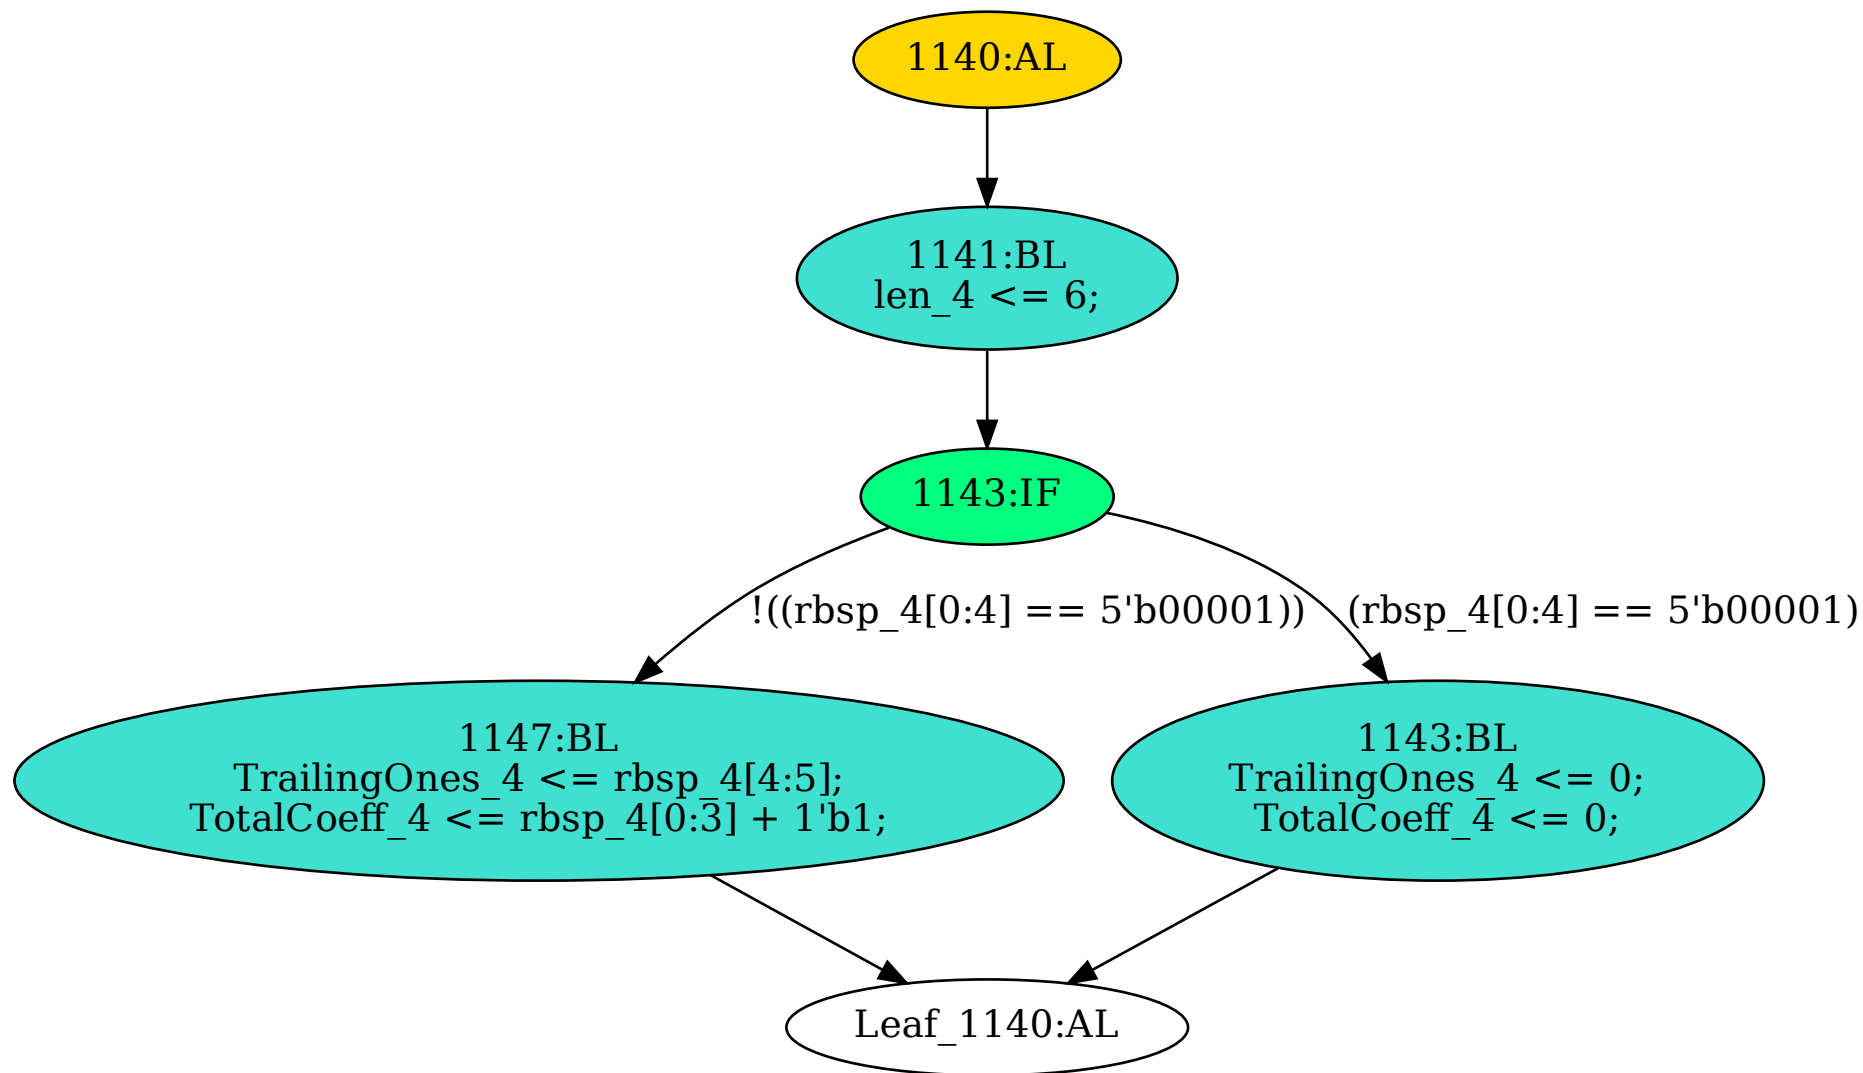 1140:AL
1141:BL
len_4 <= 6;
1143:IF
!((rbsp_4[0:4] == 5'b00001))
(rbsp_4[0:4] == 5'b00001)
1147:BL
TrailingOnes_4 <= rbsp_4[4:5];
TotalCoeff_4 <= rbsp_4[0:3] + 1'b1;
1143:BL
TrailingOnes_4 <= 0;
TotalCoeff_4 <= 0;
Leaf_1140:AL